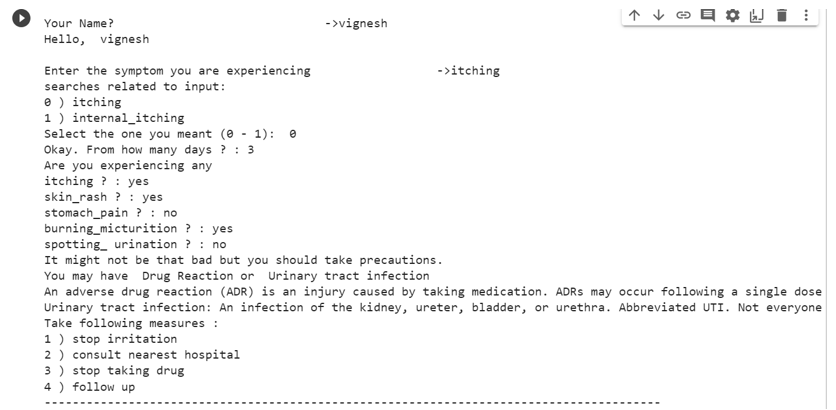 Your Name? ->vignesh
Hello, vignesh
Enter the symptom you are experiencing ->itching
searches related to input:
0 ) itching
1 ) internal_itching
Select the one you meant (0 - 1): 0
Okay. From how many days ? : 3
Are you experiencing any
itching ? : yes
skin_rash ? : yes
stomach_pain ? : no
burning_micturition ? : yes
spotting_ urination ? : no
It might not be that bad but you should take precautions.
You may have Drug Reaction or Urinary tract infection
An adverse drug reaction (ADR) is an injury caused by taking medication. ADRs may occur following a single dose
Urinary tract infection: An infection of the kidney, ureter, bladder, or urethra. Abbreviated UTI. Not everyone
Take following measures :
1 ) stop irritation
2 ) consult nearest hospital
3 ) stop taking drug
4 ) follow up
----------------------------------------------------------------------------------------